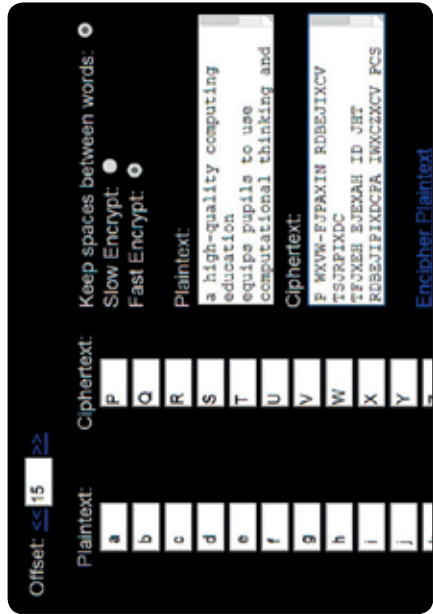 Offset: << 15 >>
Plaintext: Ciphertext:
a P
b Q
c R
d S
e T
f U
g V
h W
i X
j Y
Z
Keep spaces between words:
Slow Encrypt:
Fast Encrypt:
Plaintext:
a high-quality computing
education
equips pupils to use
computational thinking and
Ciphertext:
P WXVW-FJPAXIN RDBEJIXCV
TSJRPIXDC
TFJXEH EJEXAH ID JHT
RDBEJIPIXDCPA IWXCZXCV PCS
Encipher Plaintext